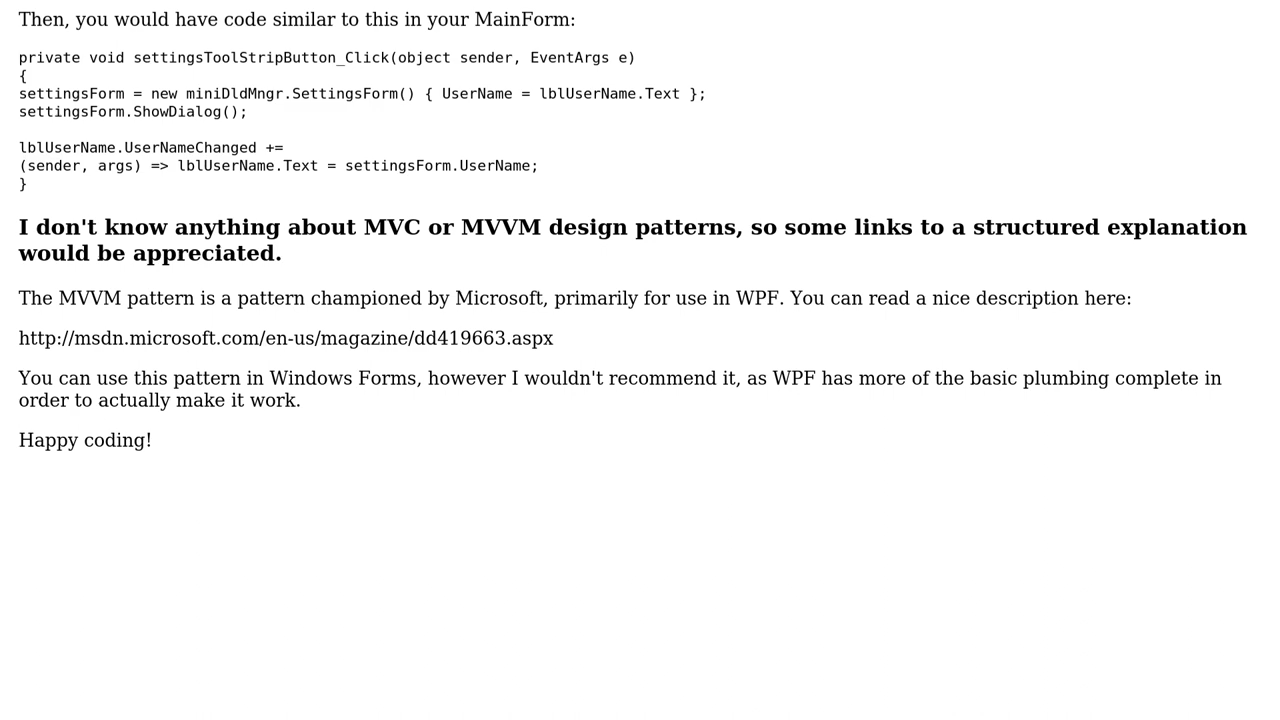 Then, you would have code similar to this in your MainForm:
private void settingsToolStripButton_Click(object sender, EventArgs e)
{
settingsForm = new miniDldMngr.SettingsForm() { UserName = lblUserName.Text };
settingsForm.ShowDialog();
lblUserName.UserNameChanged +=
(sender, args) => lblUserName.Text = settingsForm.UserName;
}
I don't know anything about MVC or MVVM design patterns, so some links to a structured explanation
would be appreciated.
The MVVM pattern is a pattern championed by Microsoft, primarily for use in WPF. You can read a nice description here:
http://msdn.microsoft.com/en-us/magazine/dd419663.aspx
You can use this pattern in Windows Forms, however I wouldn't recommend it, as WPF has more of the basic plumbing complete in
order to actually make it work.
Happy coding!